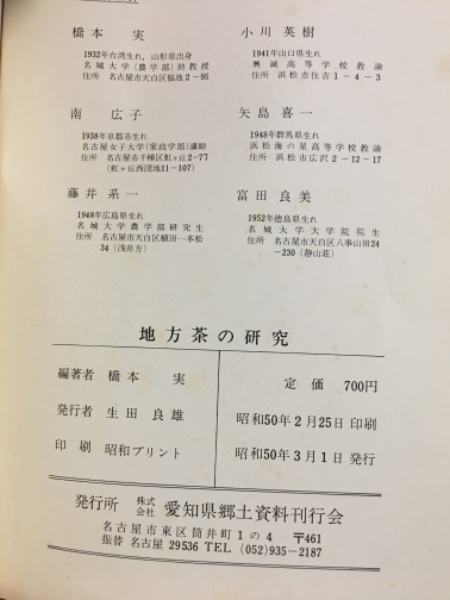 橋本 実
1932年台湾生れ、山形県出身
名城大学(農学部)助教授
住所 名古屋市天白区福池2-95
小川英樹
1941年山口県生れ
興誠高等学校教諭
住所 浜松市住吉1-4-3
南 広子
1938年京都市生れ
名古屋女子大学(家政学部)講師
住所 名古屋市千種区虹ヶ丘2-77
(虹ヶ丘西団地11-107)
矢島喜一
1948年群馬県生れ
浜松海の星高等学校教諭
住所 浜松市広沢2-12-17
藤井系一
1948年広島県生れ
名城大学農学部研究生
住所 名古屋市天白区植田一本松
34(浅井方)
富田良美
1952年徳島県生れ
名城大学大学院院生
住所 名古屋市天白区八事山田24
-230(静山荘)
地方茶の研究
編著者 橋本 実
発行者 生田良雄
印刷 昭和プリント
定価 700円
昭和50年2月25日 印刷
昭和50年3月1日 発行
発行所 株式会社 愛知県郷土資料刊行会
名古屋市東区筒井町1の4 〒461
振替 名古屋 29536 TEL (052)935-2187